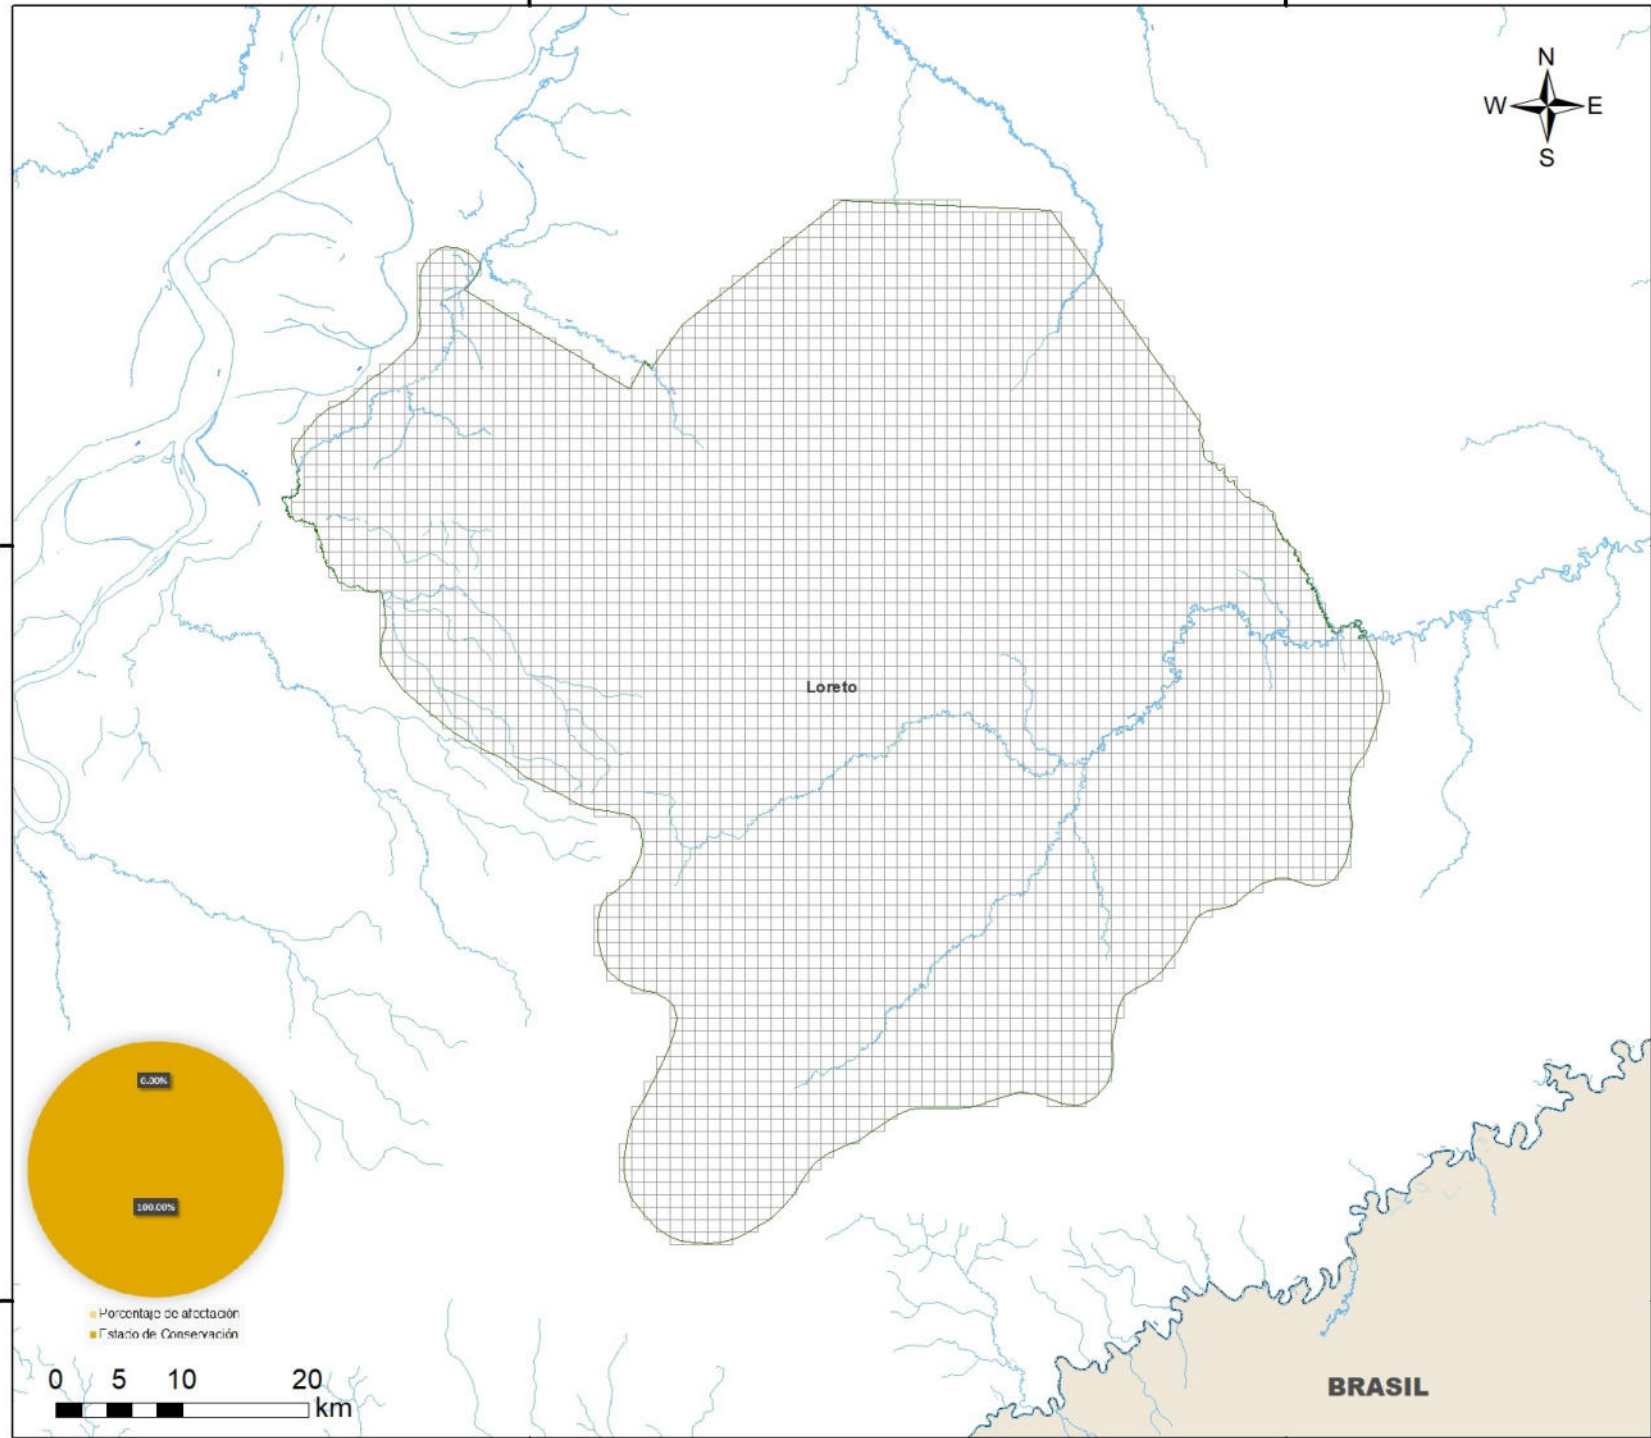 N
W E
S
Loreto
0.00%
100.00%
Porcentaje de afectación
Estado de Conservación
0 5 10 20
km
BRASIL